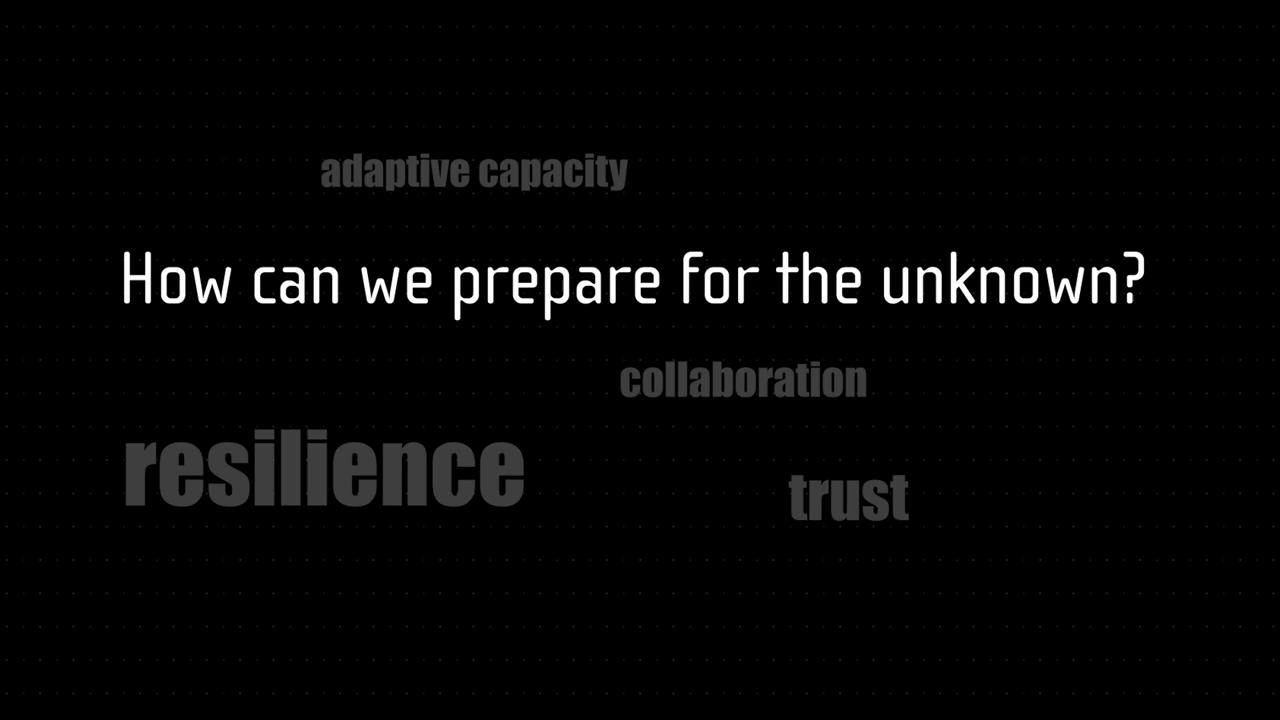 adaptive capacity
How can we prepare for the unknown?
collaboration
resilience
trust